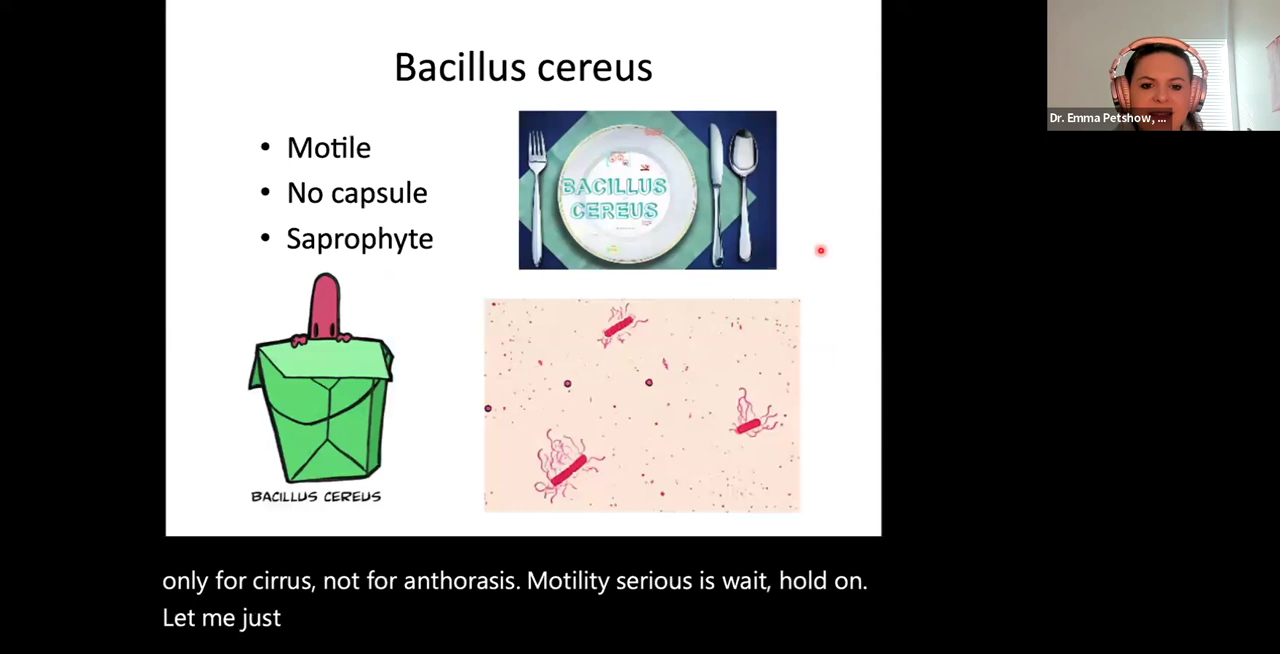 Bacillus cereus
• Motile
• No capsule
• Saprophyte
BACILLUS
CEREUS
BACILLUS CEREUS
Dr. Emma Petshow, ...
only for cirrus, not for anthorasis. Motility serious is wait, hold on.
Let me just